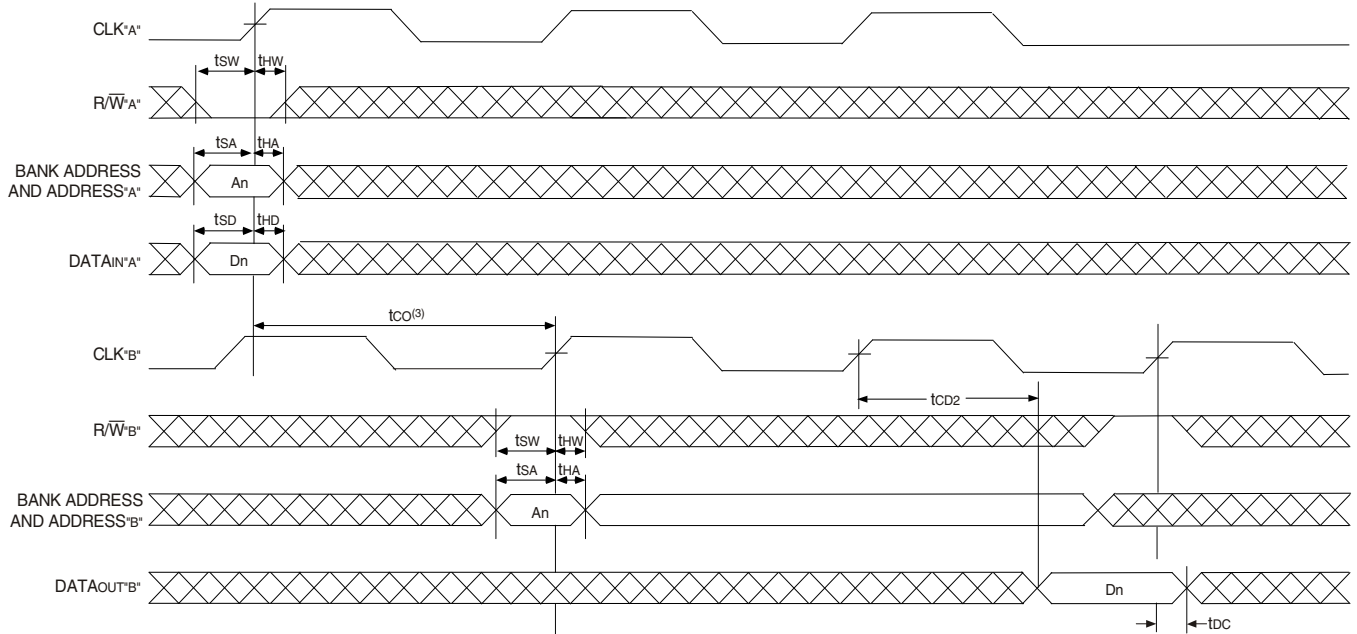 CLK"A"
tSW tHW
R/W"A"
tSA tHA
BANK ADDRESS
AND ADDRESS"A"
An
tSD tHD
DATAIN"A"
Dn
tCO(3)
CLK"B"
tCD2
R/W"B"
tSW tHW
tSA tHA
BANK ADDRESS
AND ADDRESS"B"
An
DATAOUT"B"
Dn
tDC